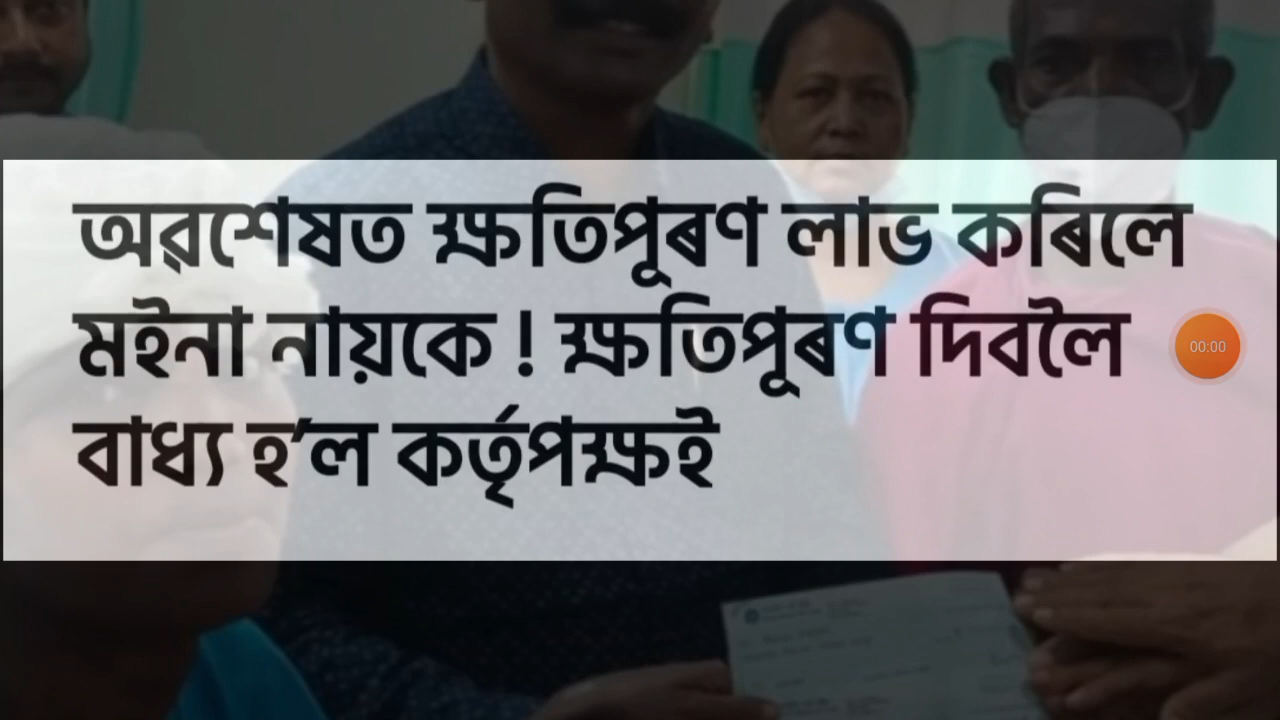 অৱশেষত ক্ষতিপূৰণ লাভ কৰিলে
মইনা নায়কে ! ক্ষতিপূৰণ দিবলৈ
বাধ্য হ’ল কৰ্তৃপক্ষই
00:00